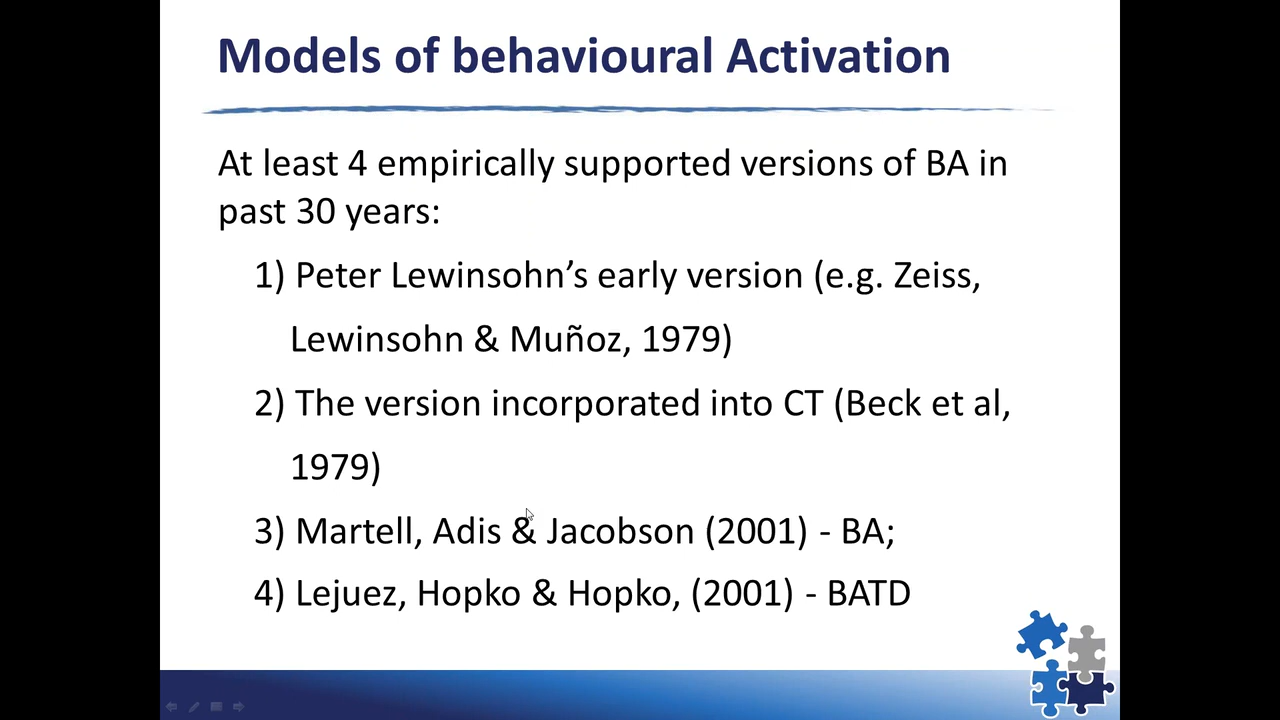 Models of behavioural Activation
At least 4 empirically supported versions of BA in
past 30 years:
1) Peter Lewinsohn’s early version (e.g. Zeiss,
Lewinsohn & Muñoz, 1979)
2) The version incorporated into CT (Beck et al,
1979)
3) Martell, Adis & Jacobson (2001) - BA;
4) Lejuez, Hopko & Hopko, (2001) - BATD